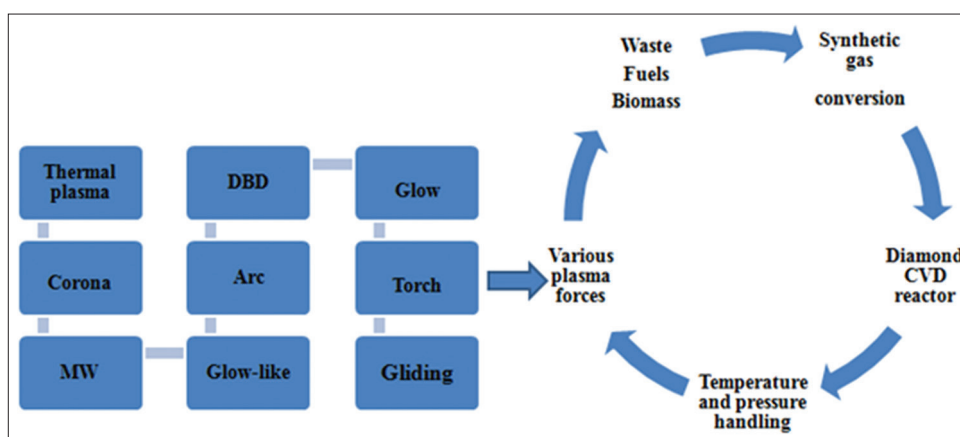 Thermal
plasma
Corona
MW
DBD
Arc
Glow-like
Glow
Torch
Gliding
Various
plasma
forces
Waste
Fuels
Biomass
Synthetic
gas
conversion
Diamond
CVD
reactor
Temperature
and pressure
handling